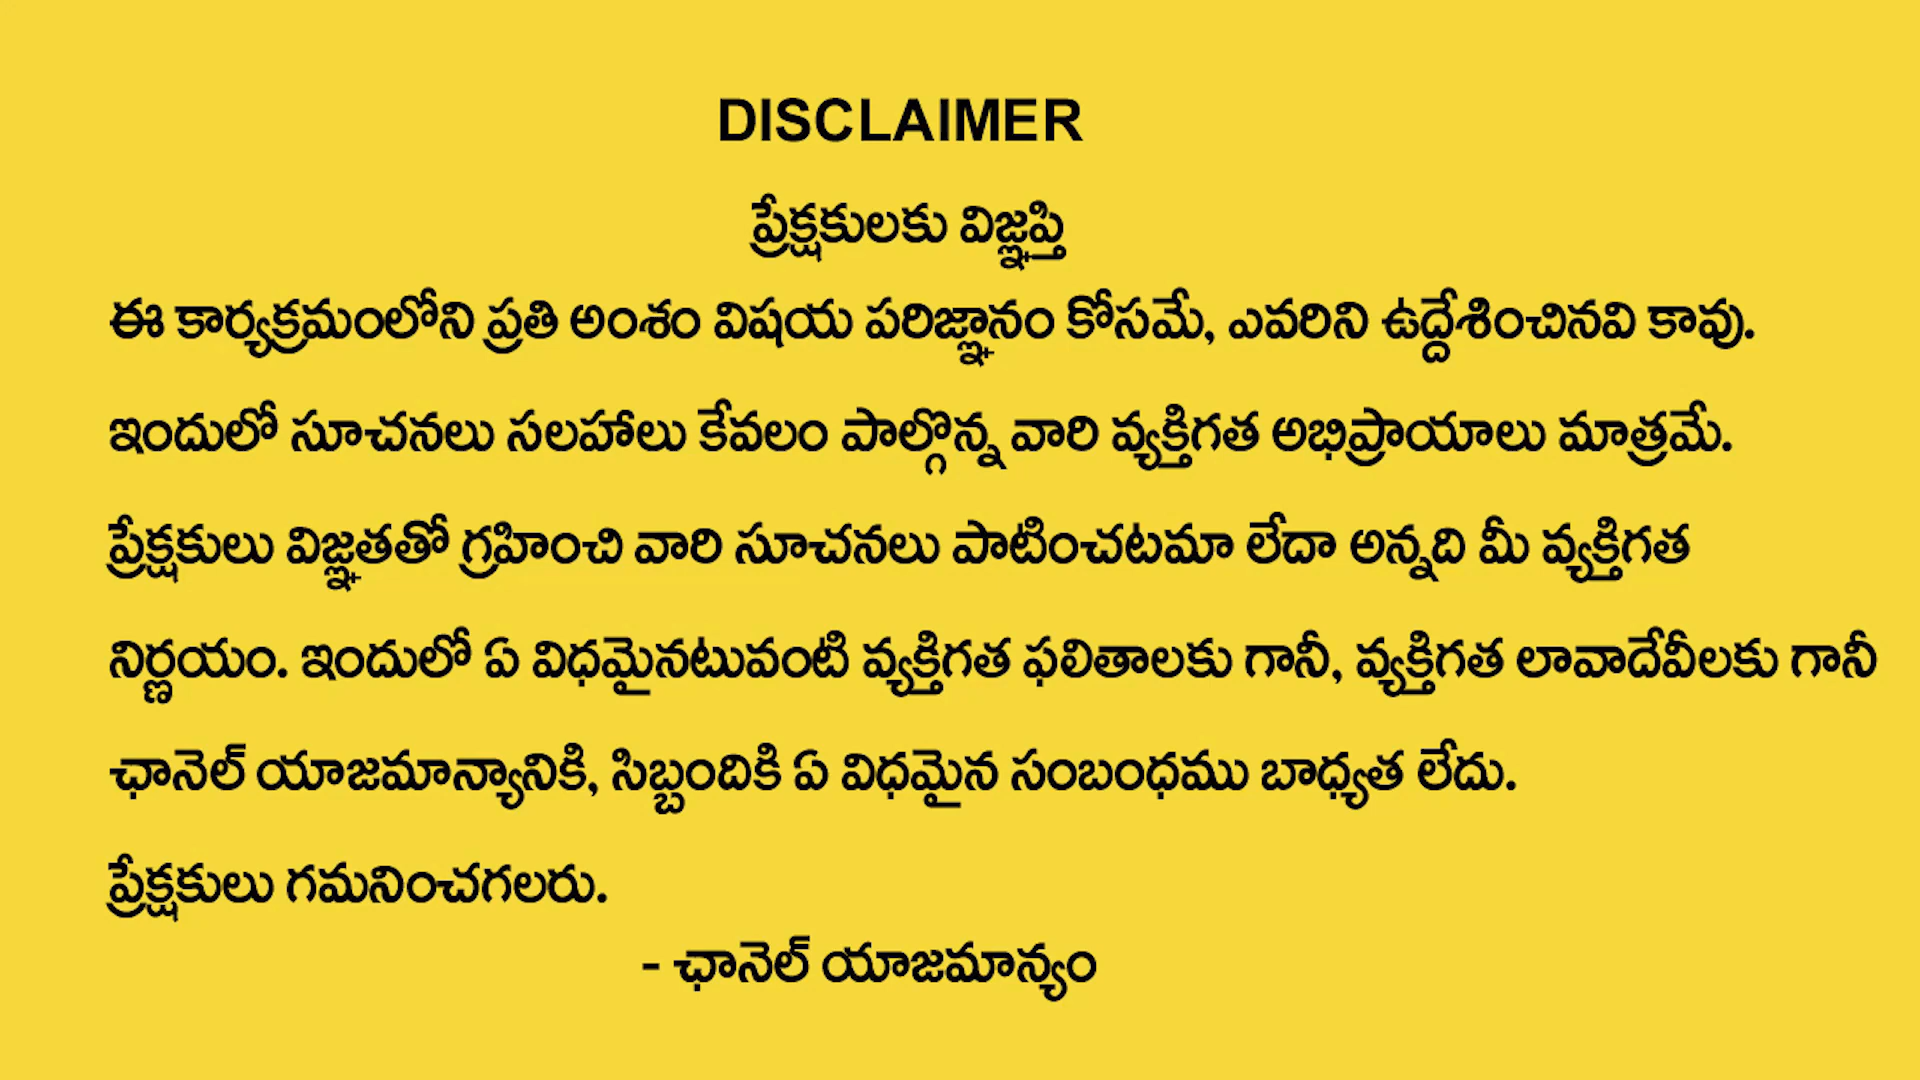 DISCLAIMER
ప్రేక్షకులకు విజ్ఞప్తి
ఈ కార్యక్రమంలోని ప్రతి అంశం విషయ పరిజ్ఞానం కోసమే, ఎవరిని ఉద్దేశించినవి కావు.
ఇందులో సూచనలు సలహాలు కేవలం పాల్గొన్న వారి వ్యక్తిగత అభిప్రాయాలు మాత్రమే.
ప్రేక్షకులు విజ్ఞతతో గ్రహించి వారి సూచనలు పాటించటమా లేదా అన్నది మీ వ్యక్తిగత
నిర్ణయం. ఇందులో ఏ విధమైనటువంటి వ్యక్తిగత ఫలితాలకు గానీ, వ్యక్తిగత లావాదేవీలకు గానీ
ఛానెల్ యాజమాన్యానికి, సిబ్బందికి ఏ విధమైన సంబంధము బాధ్యత లేదు.
ప్రేక్షకులు గమనించగలరు.
- ఛానెల్ యాజమాన్యం